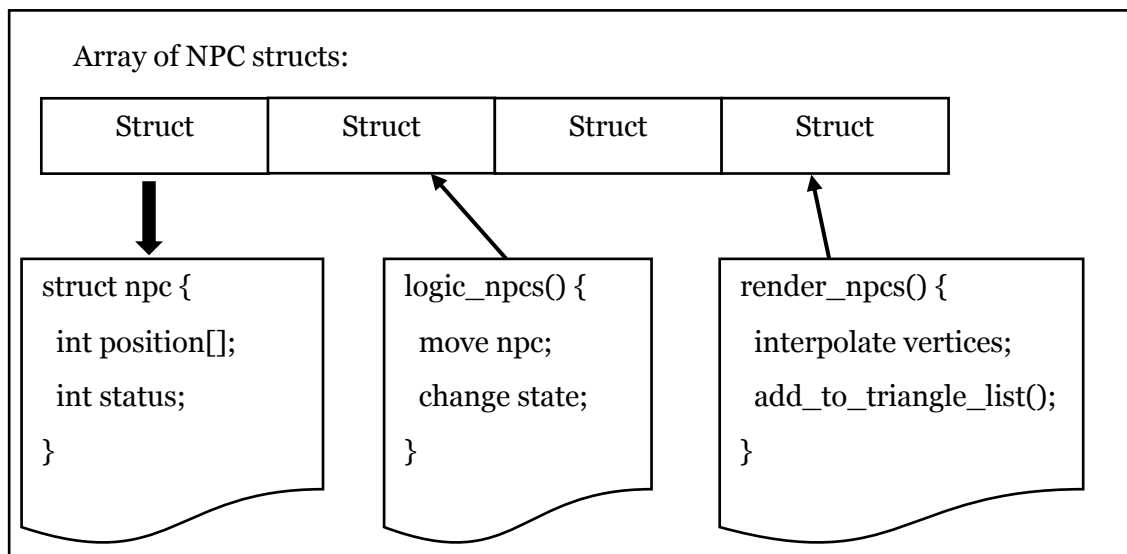 Array of NPC structs:
Struct Struct Struct Struct
struct npc {
int position[];
int status;
}
logic_npcs() {
move npc;
change state;
}
render_npcs() {
interpolate vertices;
add_to_triangle_list();
}